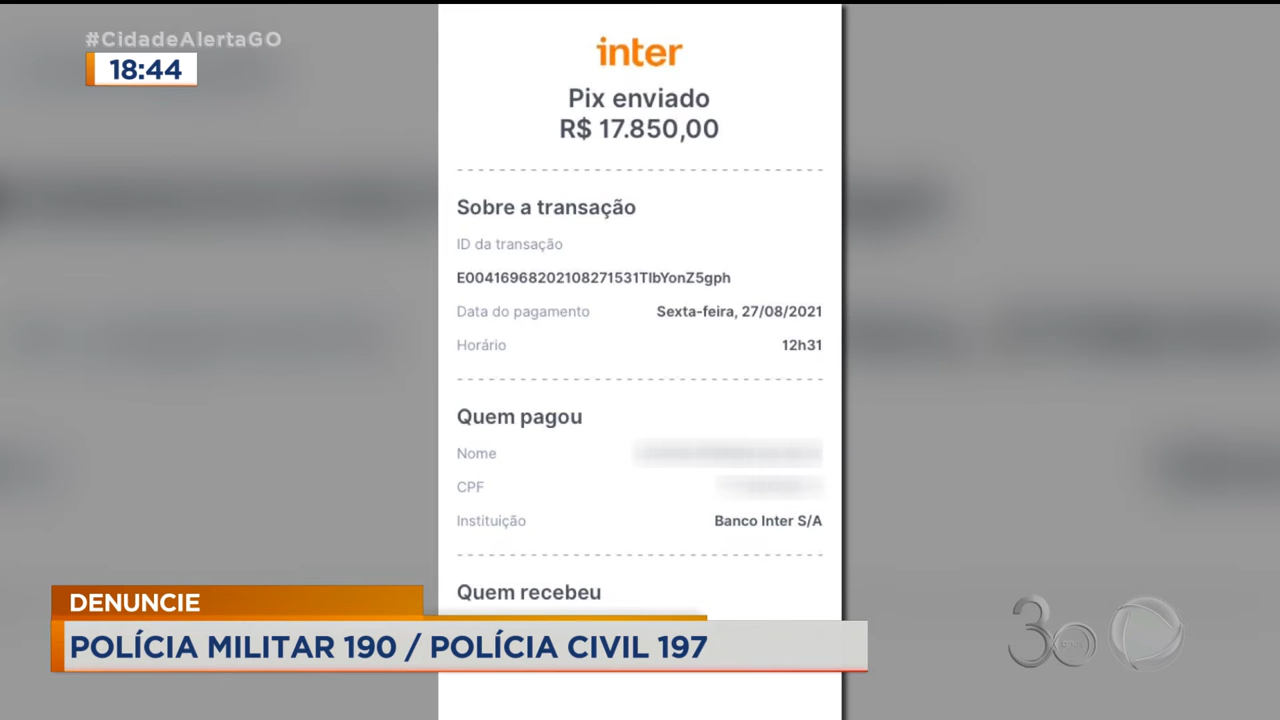 #CidadeAlertaGO
18:44
inter
Pix enviado
R$ 17.850,00
Sobre a transação
ID da transação
E00416968202108271531TlbYonZ5gph
Data do pagamento Sexta-feira, 27/08/2021
Horário 12h31
Quem pagou
Nome
CPF
Instituição Banco Inter S/A
Quem recebeu
DENUNCIE
POLÍCIA MILITAR 190 / POLÍCIA CIVIL 197
30